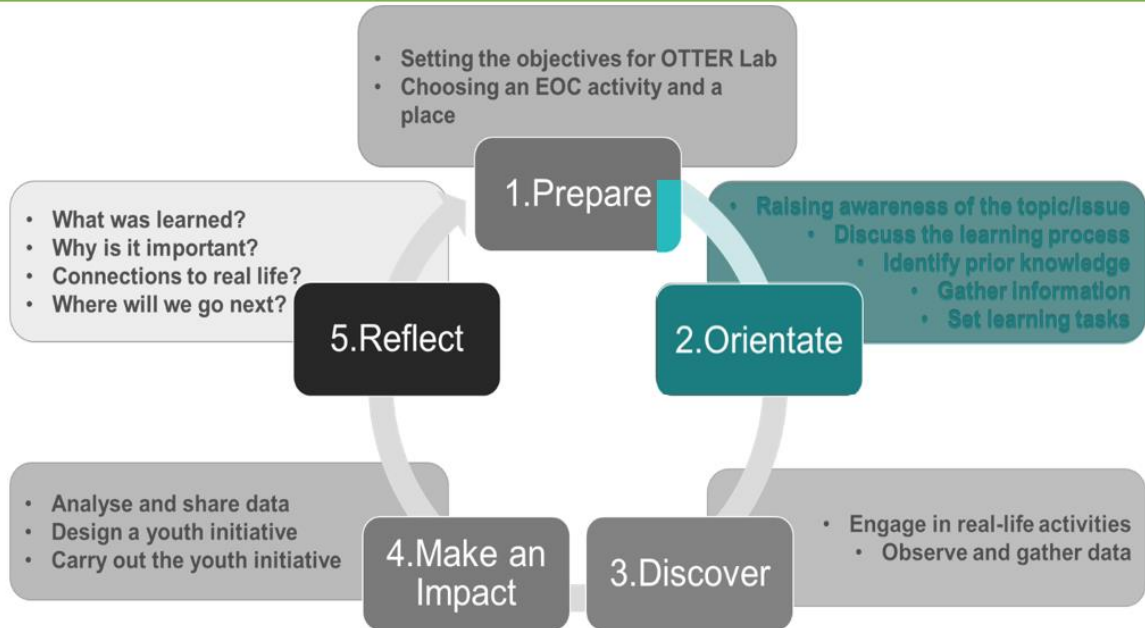 • Setting the objectives for OTTER Lab
• Choosing an EOC activity and a
place
1.Prepare
• Raising awareness of the topic/issue
• Discuss the learning process
• Identify prior knowledge
• Gather information
• Set learning tasks
2.Orientate
• Engage in real-life activities
• Observe and gather data
3.Discover
• Analyse and share data
• Design a youth initiative
• Carry out the youth initiative
4.Make an
Impact
• What was learned?
• Why is it important?
• Connections to real life?
• Where will we go next?
5.Reflect